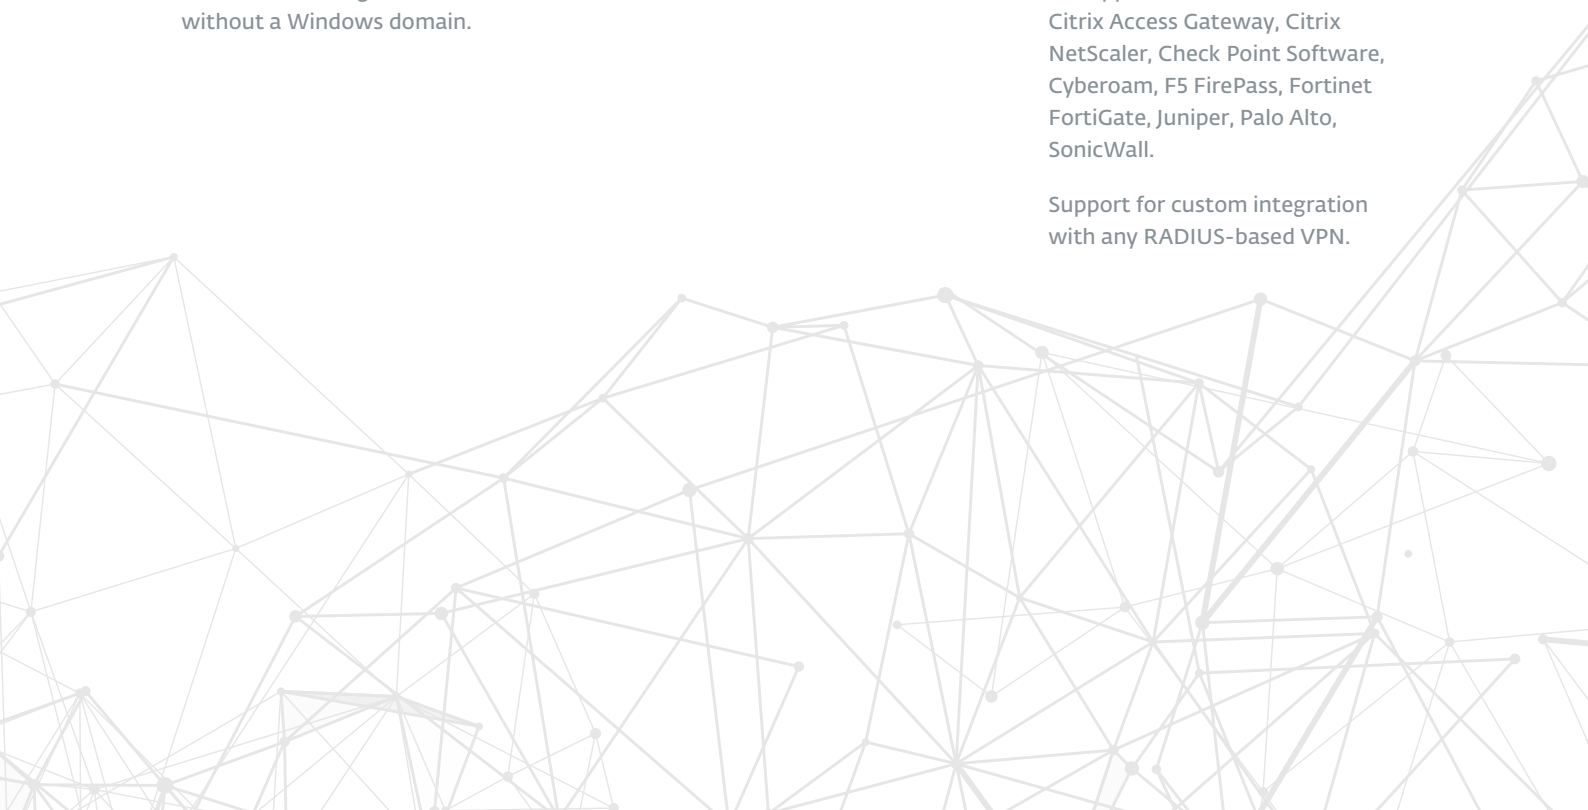 without a Windows domain.
Citrix Access Gateway, Citrix
NetScaler, Check Point Software,
Cyberoam, F5 FirePass, Fortinet
FortiGate, Juniper, Palo Alto,
SonicWall.
Support for custom integration
with any RADIUS-based VPN.